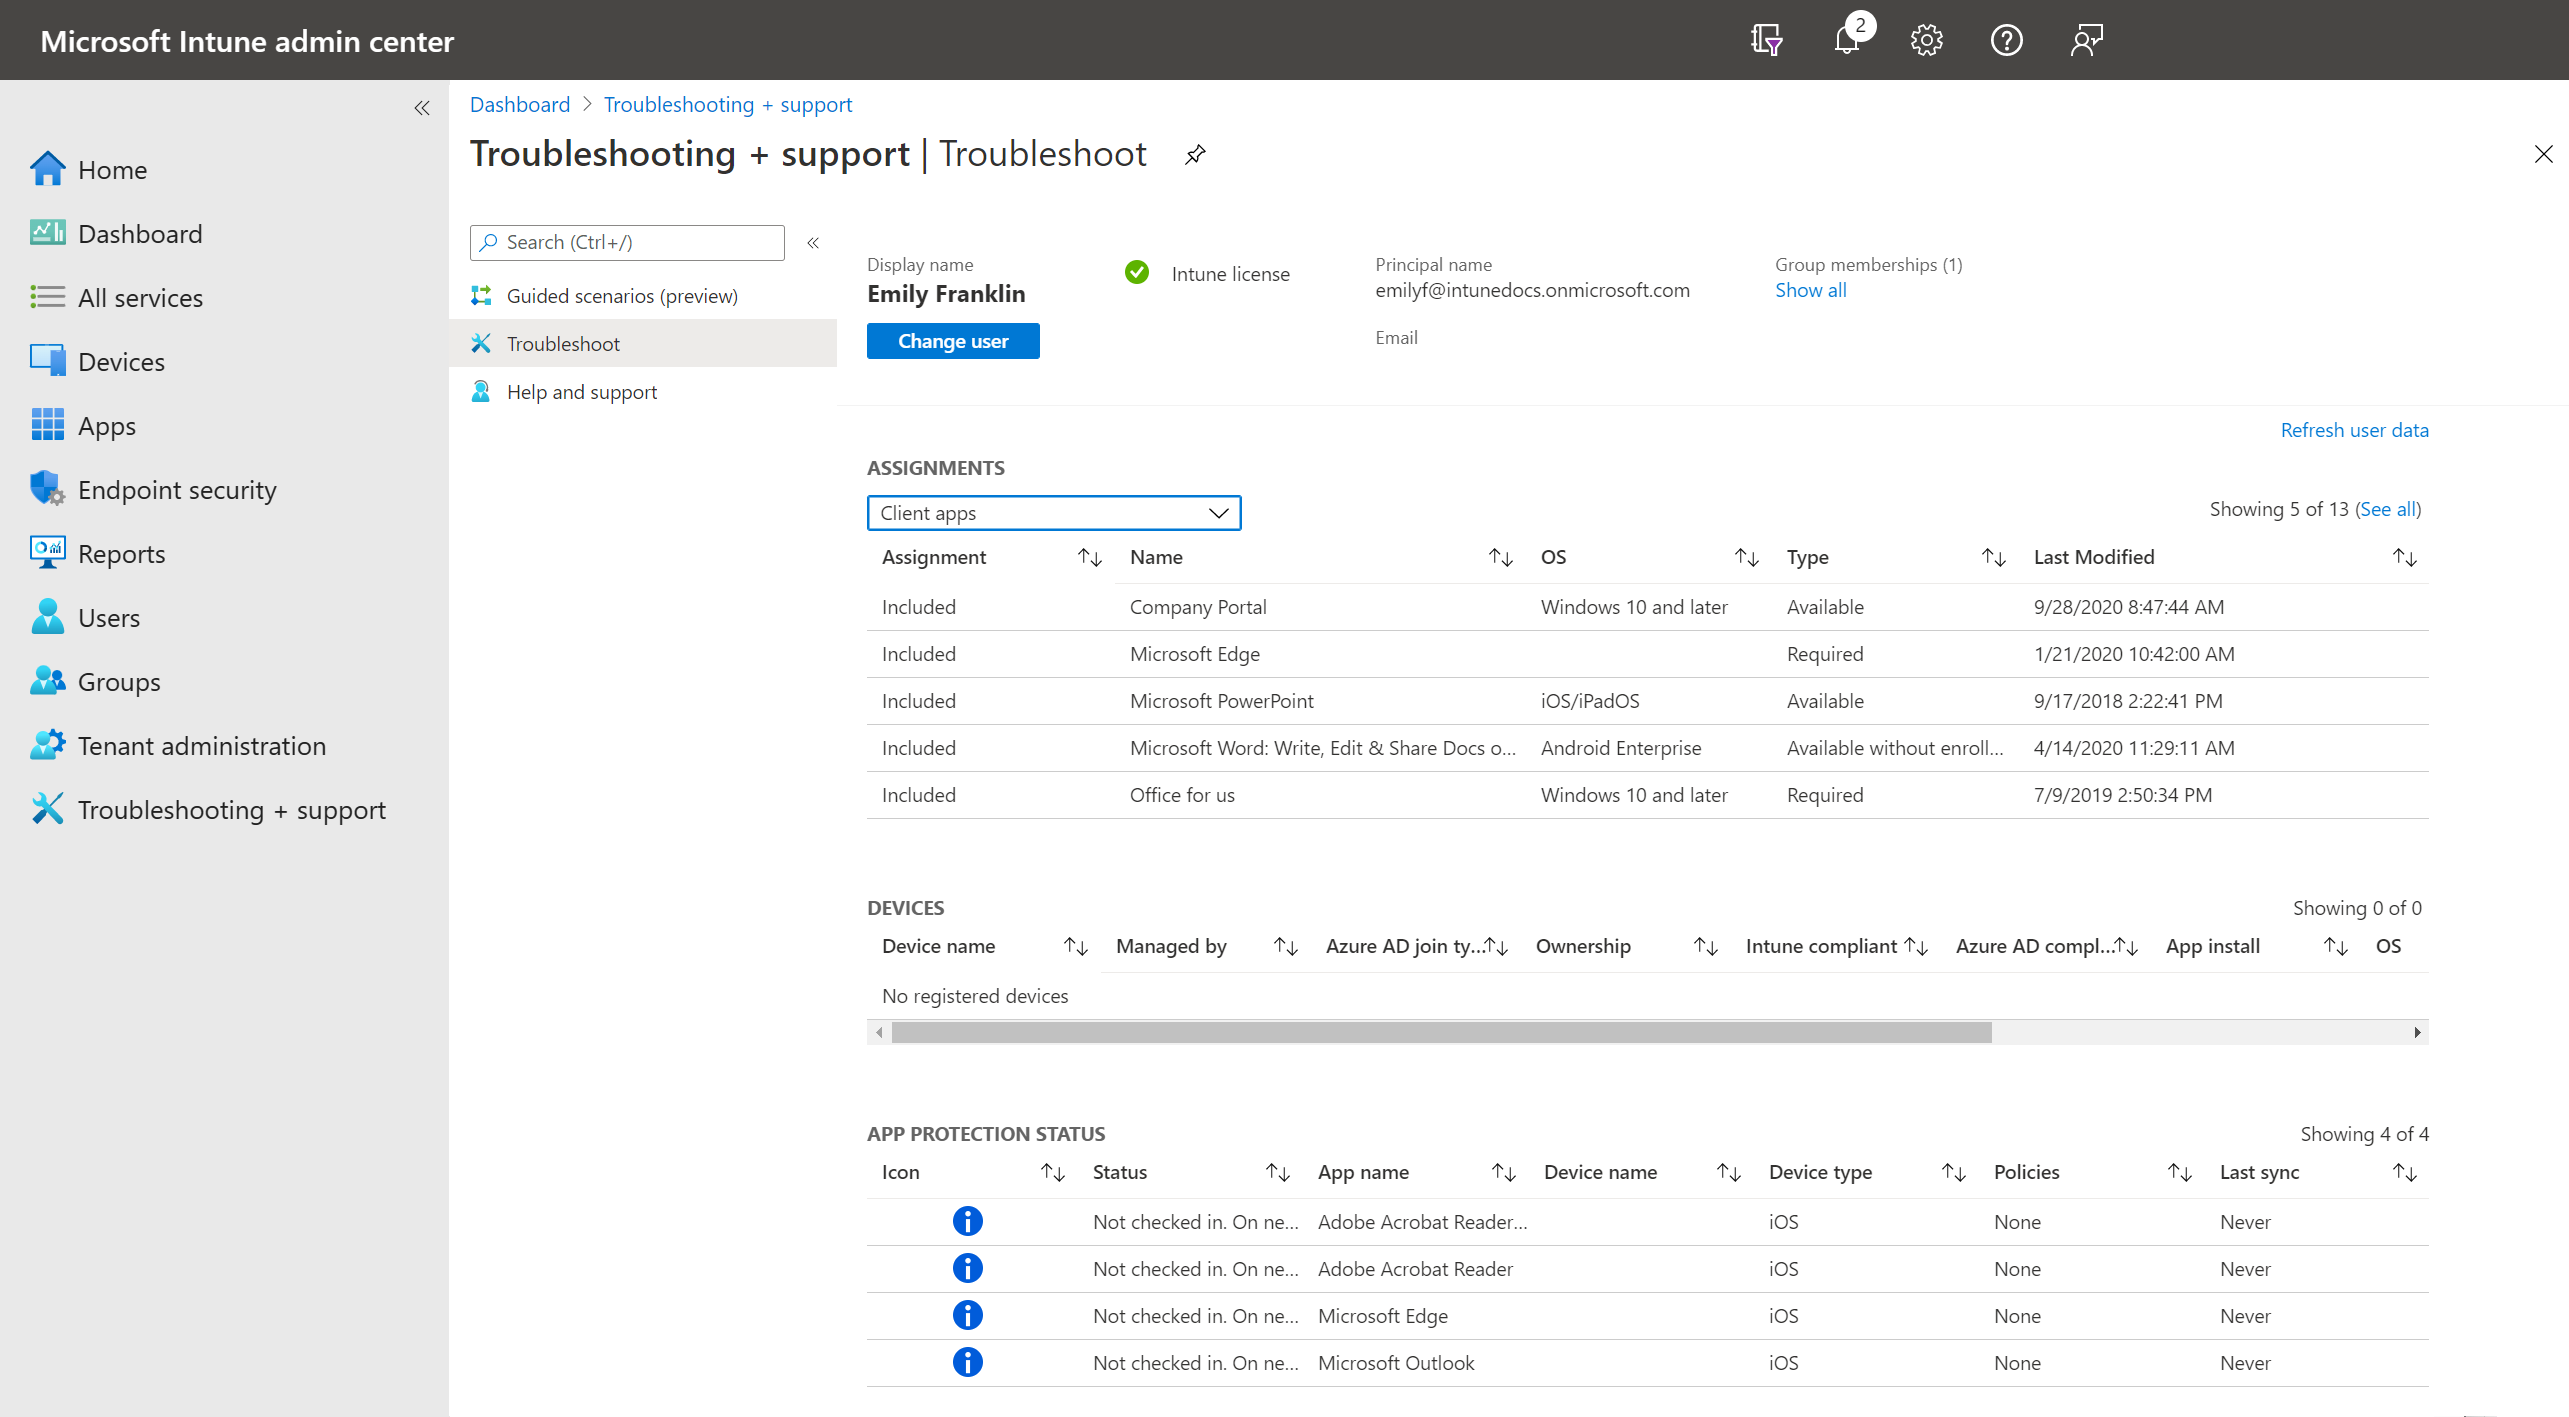 Microsoft Intune admin center
2
Dashboard > Troubleshooting + support
Troubleshooting + support | Troubleshoot
Home
Dashboard
All services
Devices
Apps
Endpoint security
Reports
Users
Groups
Tenant administration
Troubleshooting + support
Search (Ctrl+/)
Guided scenarios (preview)
Troubleshoot
Help and support
Display name
Emily Franklin
Change user
Intune license
Principal name
emilyf@intunedocs.onmicrosoft.com
Email
Group memberships (1)
Show all
Refresh user data
ASSIGNMENTS
Client apps
Showing 5 of 13 (See all)
Assignment Name OS Type Last Modified
Included Company Portal Windows 10 and later Available 9/28/2020 8:47:44 AM
Included Microsoft Edge Required 1/21/2020 10:42:00 AM
Included Microsoft PowerPoint iOS/iPadOS Available 9/17/2018 2:22:41 PM
Included Microsoft Word: Write, Edit & Share Docs o... Android Enterprise Available without enroll... 4/14/2020 11:29:11 AM
Included Office for us Windows 10 and later Required 7/9/2019 2:50:34 PM
DEVICES
Showing 0 of 0
Device name Managed by Azure AD join ty... Ownership Intune compliant Azure AD compl... App install OS
No registered devices
APP PROTECTION STATUS
Showing 4 of 4
Icon Status App name Device name Device type Policies Last sync
Not checked in. On ne... Adobe Acrobat Reader... iOS None Never
Not checked in. On ne... Adobe Acrobat Reader iOS None Never
Not checked in. On ne... Microsoft Edge iOS None Never
Not checked in. On ne... Microsoft Outlook iOS None Never